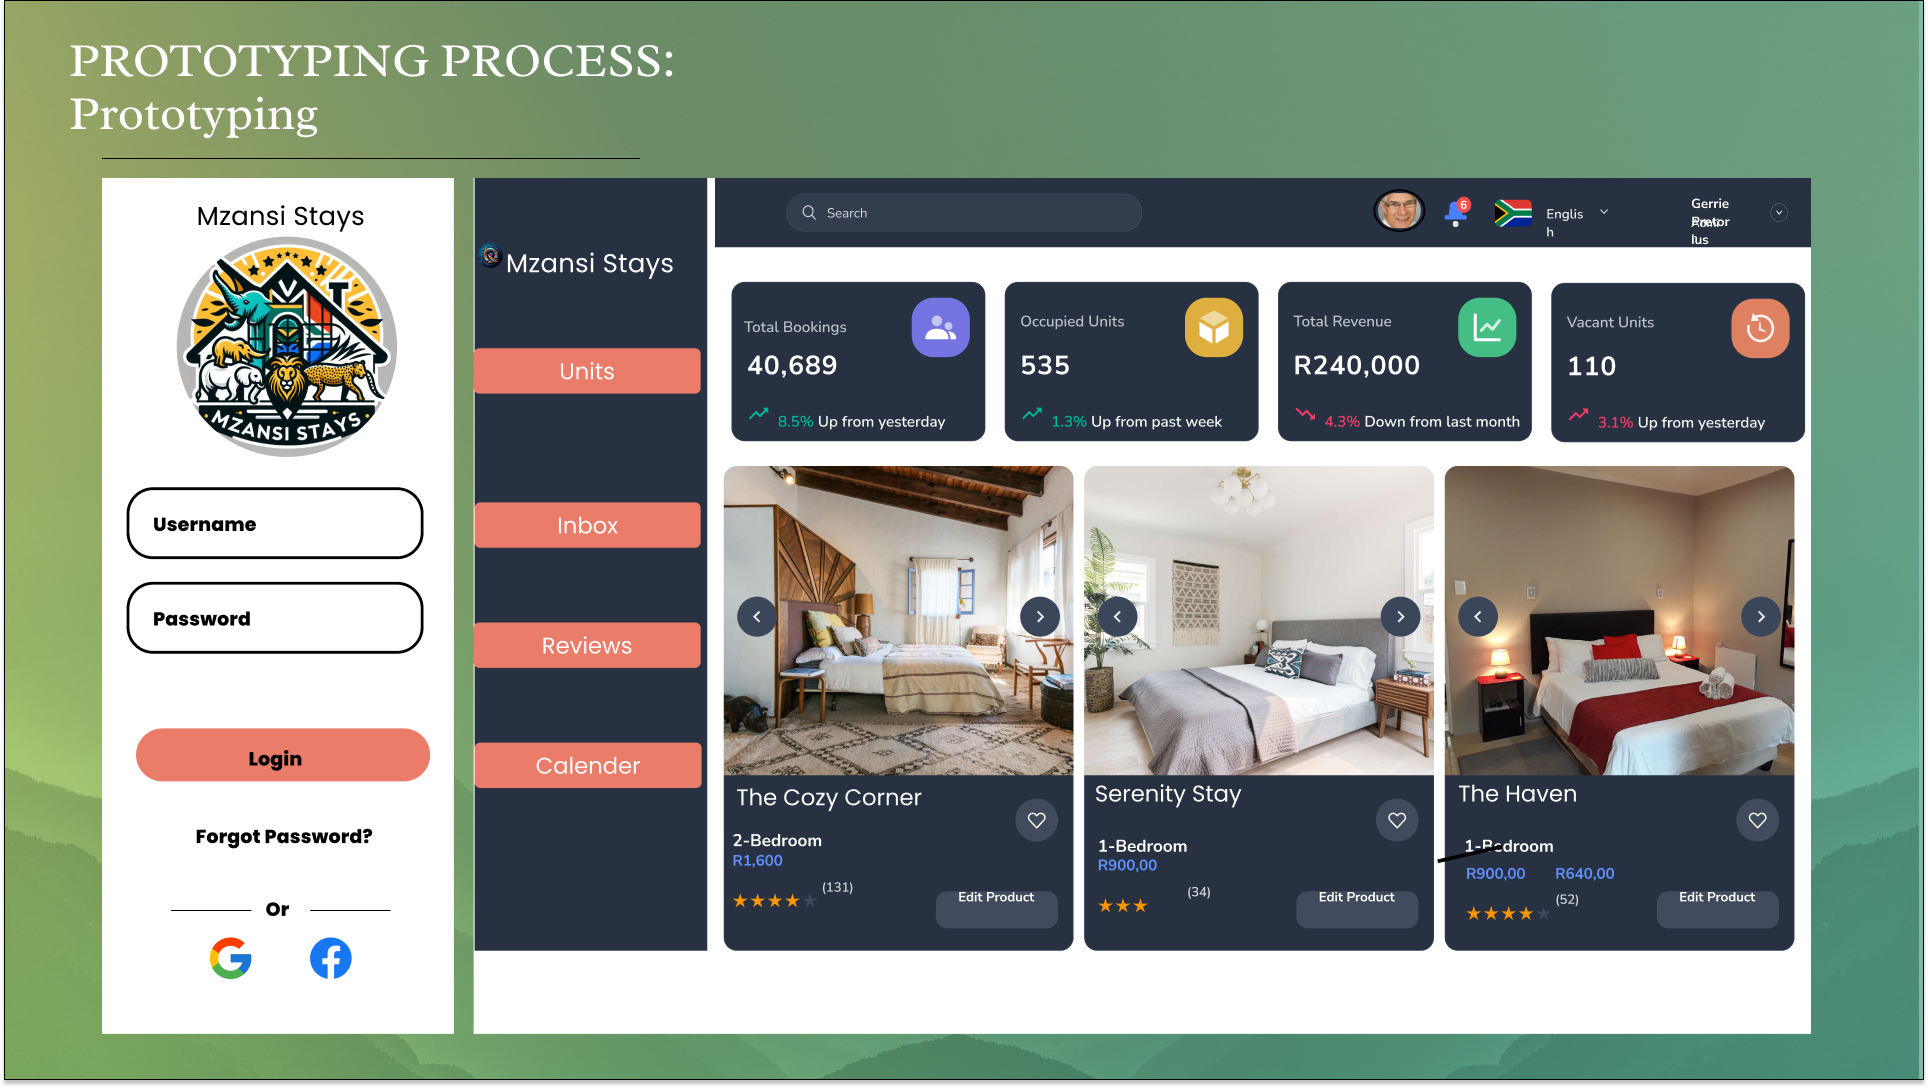 PROTOTYPING PROCESS:
Prototyping
Mzansi Stays
MZANSI STAYS
Username
Password
Login
Forgot Password?
Or
Mzansi Stays
Units
Inbox
Reviews
Calender
Search
6
Englis
h
Gerrie
Pretor
ius
Total Bookings
40,689
8.5% Up from yesterday
Occupied Units
535
1.3% Up from past week
Total Revenue
R240,000
4.3% Down from last month
Vacant Units
110
3.1% Up from yesterday
The Cozy Corner
2-Bedroom
R1,600
(131)
Edit Product
Serenity Stay
1-Bedroom
R900,00
(34)
Edit Product
The Haven
1-Bedroom
R900,00 R640,00
(52)
Edit Product